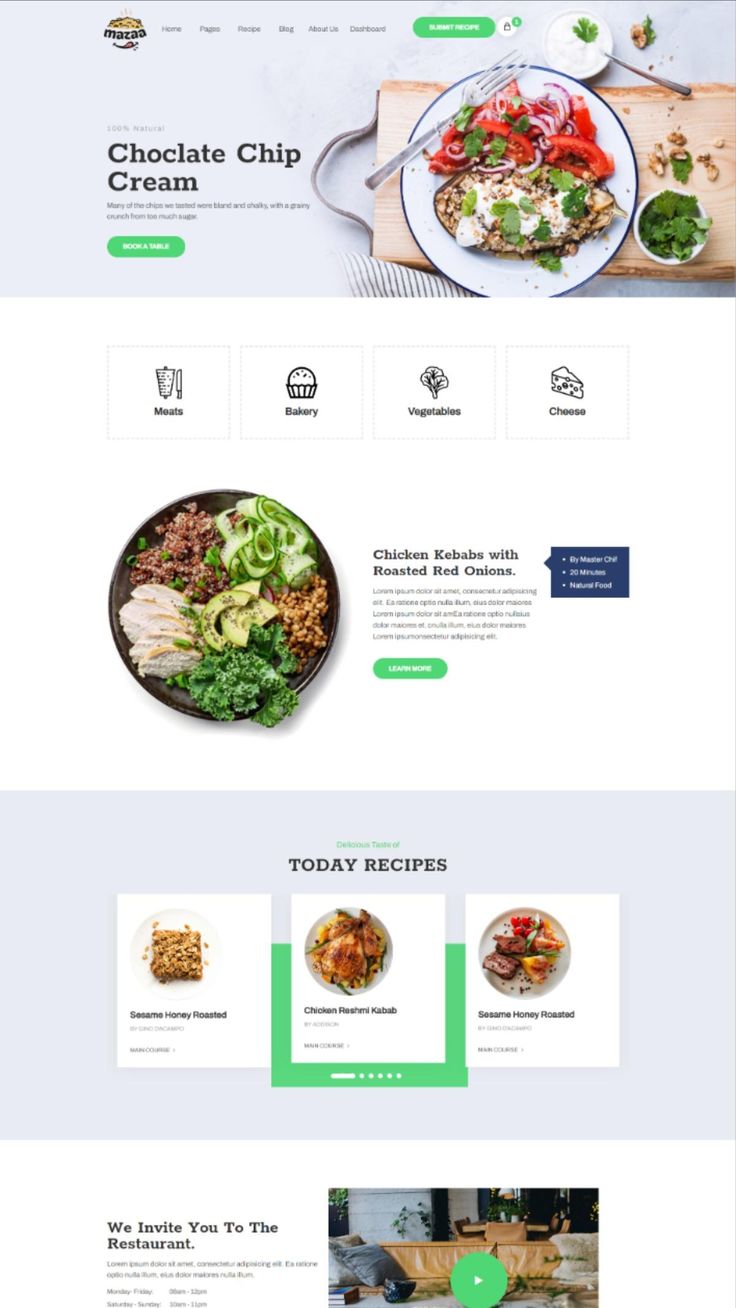 mazaa
Home Pages Recipe Blog About Us Dashboard SUBMIT RECIPE 1
100% Natural
Choclate Chip
Cream
Many of the chips we tasted were bland and chalky, with a grainy
crunch from too much sugar.
BOOK A TABLE
Meats Bakery Vegetables Cheese
Chicken Kebabs with
Roasted Red Onions.
Lorem ipsum dolor sit amet, consectetur adipisicing
elit. Ea ratione optio nulla illum, eius dolor maiores
Lorem ipsum dolor sit amEa ratione optio nullaius
dolor maiores et. cnulla illum, eius dolor maiores
Lorem ipsumonsectetur adipisicing elit.
LEARN MORE
• By Master Chif
• 20 Minutes
• Natural Food
Delicious Taste of
TODAY RECIPES
Sesame Honey Roasted
BY GINO D'ACAMPO
MAIN COURSE >
Chicken Reshmi Kabab
BY ADDISON
MAIN COURSE >
Sesame Honey Roasted
BY GINO D'ACAMPO
MAIN COURSE >
We Invite You To The
Restaurant.
Lorem ipsum dolor sit amet, consectetur adipisicing elit. Ea ratione
optio nulla illum, eius dolor maiores nulla illum.
Monday- Friday: 08am - 12pm
Saturday - Sunday: 10am - 11pm